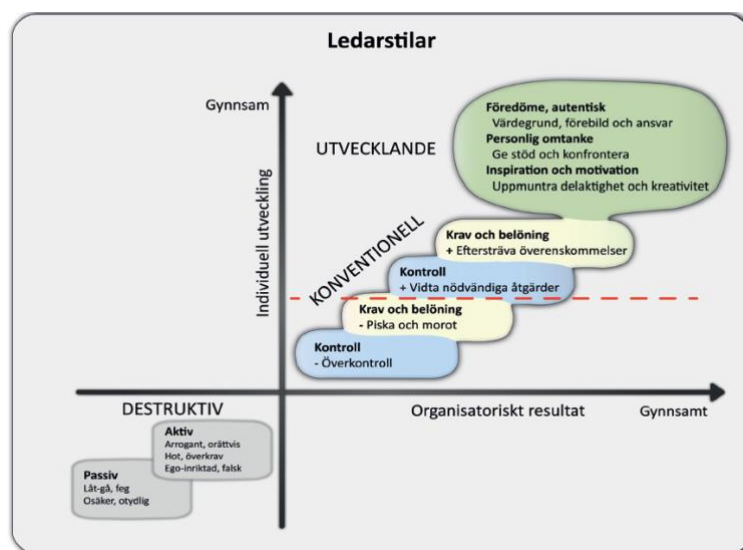 Ledarstilar
Gynnsam
UTVECKLANDE
Föredöme, autentisk
Värdegrund, förebild och ansvar
Personlig omtanke
Ge stöd och konfrontera
Inspiration och motivation
Uppmuntra delaktighet och kreativitet
Individuell utveckling
KONVENTIONELL
Krav och belöning
+ Eftersträva överenskommelser
Kontroll
+ Vidta nödvändiga åtgärder
Krav och belöning
- Piska och morot
Kontroll
- Överkontroll
DESTRUKTIV
Organisatoriskt resultat
Gynnsamt
Aktiv
Arrogant, orättvis
Hot, överkrav
Ego-inriktad, falsk
Passiv
Låt-gå, feg
Osäker, otydlig